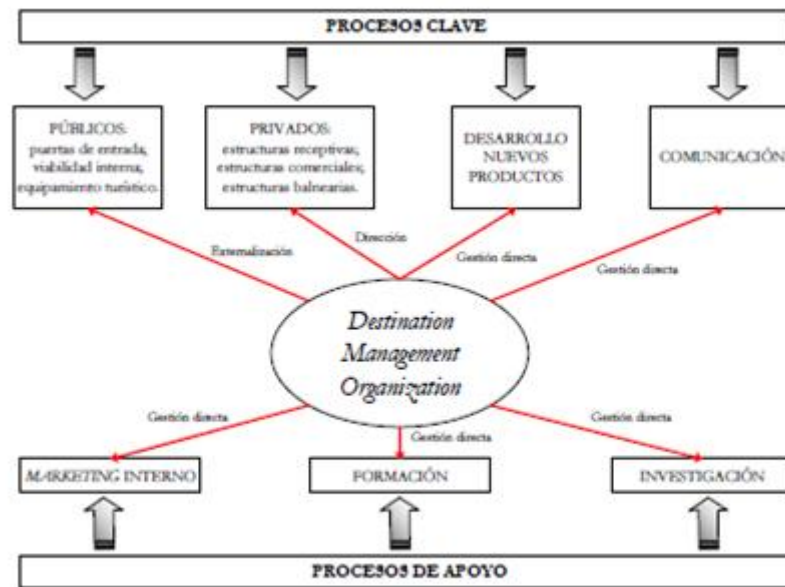 PROCESOS CLAVE
PÚBLICOS:
puertas de entrada;
viabilidad interna;
equipamiento turístico.
PRIVADOS:
estructuras receptivas;
estructuras comerciales;
estructuras balnearias.
DESARROLLO
NUEVOS
PRODUCTOS
COMUNICACIÓN
Externalización
Dirección
Gestión directa
Gestión directa
Destination
Management
Organization
Gestión directa
Gestión directa
Gestión directa
MARKETING INTERNO
FORMACIÓN
INVESTIGACIÓN
PROCESOS DE APOYO